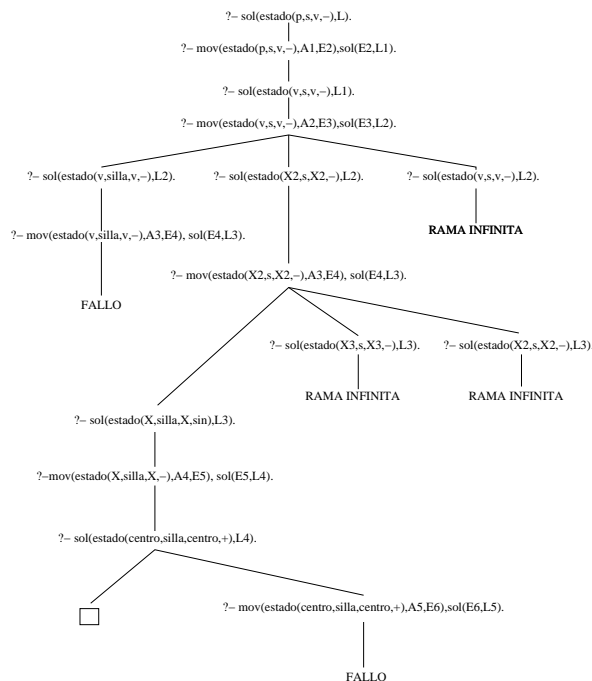 ?– sol(estado(p,s,v,–),L).
?– mov(estado(p,s,v,–),A1,E2),sol(E2,L1).
?– sol(estado(v,s,v,–),L1).
?– mov(estado(v,s,v,–),A2,E3),sol(E3,L2).
?– sol(estado(v,silla,v,–),L2).
?– sol(estado(X2,s,X2,–),L2).
?– sol(estado(v,s,v,–),L2).
RAMA INFINITA
?– mov(estado(v,silla,v,–),A3,E4), sol(E4,L3).
?– mov(estado(X2,s,X2,–),A3,E4), sol(E4,L3).
FALLO
?– sol(estado(X3,s,X3,–),L3).
?– sol(estado(X2,s,X2,–),L3)
RAMA INFINITA
RAMA INFINITA
?– sol(estado(X,silla,X,sin),L3).
?–mov(estado(X,silla,X,–),A4,E5), sol(E5,L4).
?– sol(estado(centro,silla,centro,+),L4).
?– mov(estado(centro,silla,centro,+),A5,E6),sol(E6,L5).
FALLO